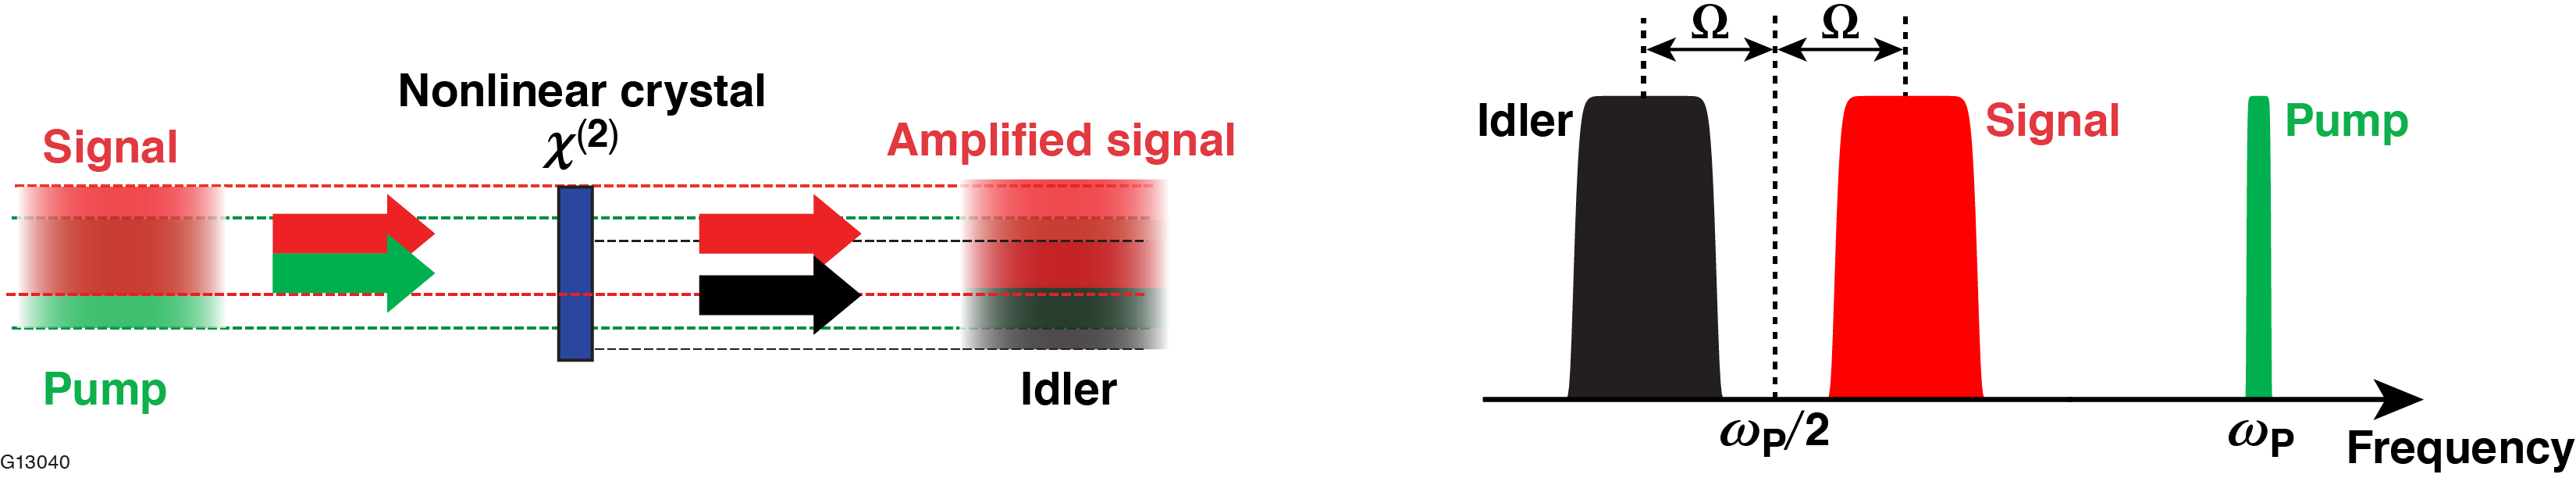 Nonlinear crystal
χ(2)
Signal
Pump
Amplified signal
Idler
G13040
Ω Ω
Idler
Signal
Pump
ωP/2
ωP
Frequency